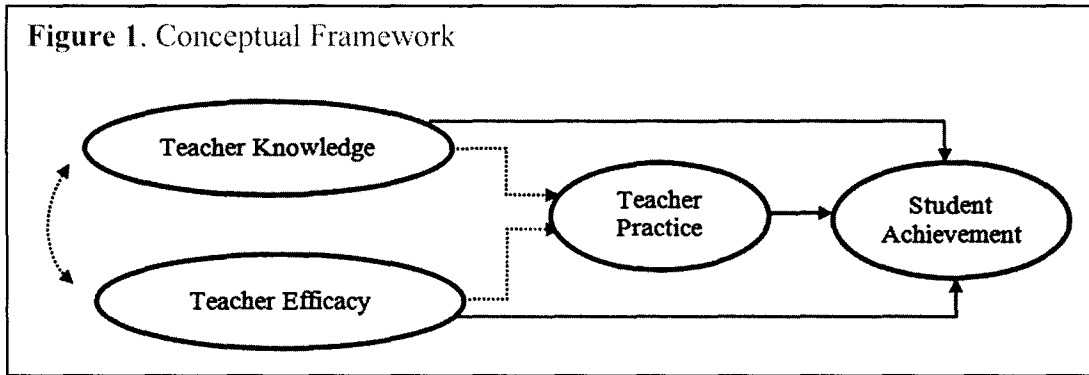 Figure 1. Conceptual Framework
Teacher Knowledge
Teacher
Practice
Student
Achievement
Teacher Efficacy